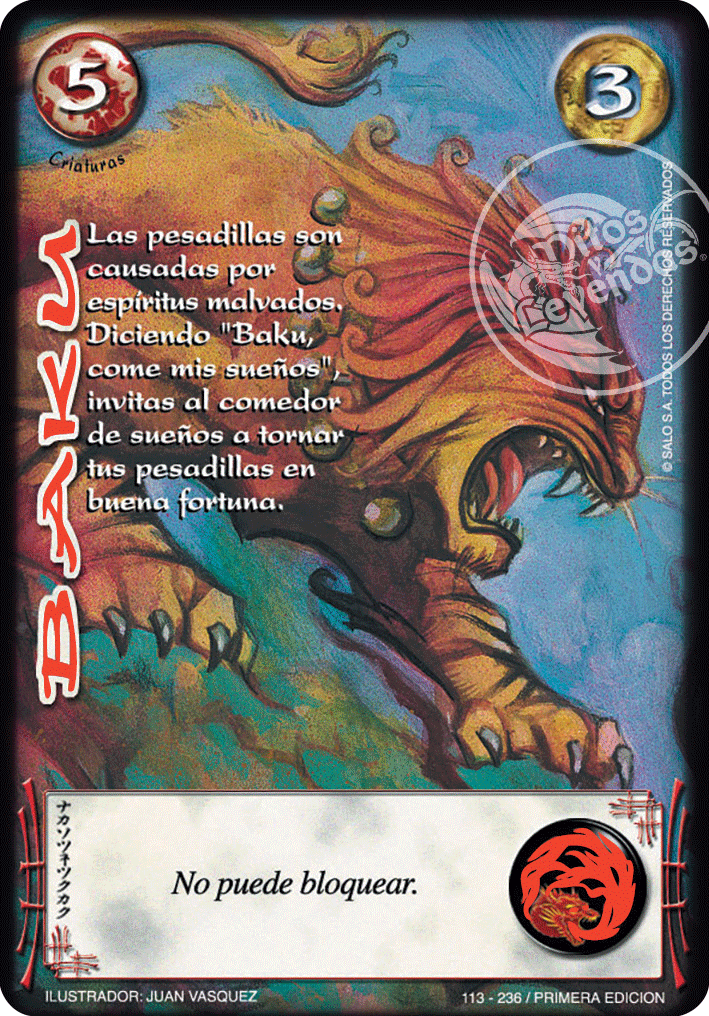 5
3
Criaturas
BAKU
Las pesadillas son
causadas por
espíritus malvados.
Diciendo "Baku,
come mis sueños",
invitas al comedor
de sueños a tornar
tus pesadillas en
buena fortuna.
Mitos
y
Leyendas
®
© SALO S.A. TODOS LOS DERECHOS RESERVADOS
ナカソツネツクカク
No puede bloquear.
ILUSTRADOR: JUAN VASQUEZ
113 - 236 / PRIMERA EDICION